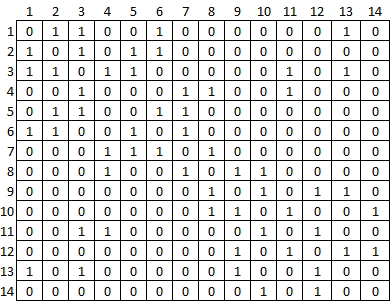 1 2 3 4 5 6 7 8 9 10 11 12 13 14
1 0 1 1 0 0 1 0 0 0 0 0 0 1 0
2 1 0 1 0 1 1 0 0 0 0 0 0 0 0
3 1 1 0 1 1 0 0 0 0 0 1 0 1 0
4 0 0 1 0 0 0 1 1 0 0 1 0 0 0
5 0 1 1 0 0 1 1 0 0 0 0 0 0 0
6 1 1 0 0 1 0 1 0 0 0 0 0 0 0
7 0 0 0 1 1 1 0 1 0 0 0 0 0 0
8 0 0 0 1 0 0 1 0 1 1 0 0 0 0
9 0 0 0 0 0 0 0 1 0 1 0 1 1 0
10 0 0 0 0 0 0 0 1 1 0 1 0 0 1
11 0 0 1 1 0 0 0 0 0 1 0 1 0 0
12 0 0 0 0 0 0 0 0 1 0 1 0 1 1
13 1 0 1 0 0 0 0 0 1 0 0 1 0 0
14 0 0 0 0 0 0 0 0 0 1 0 1 0 0